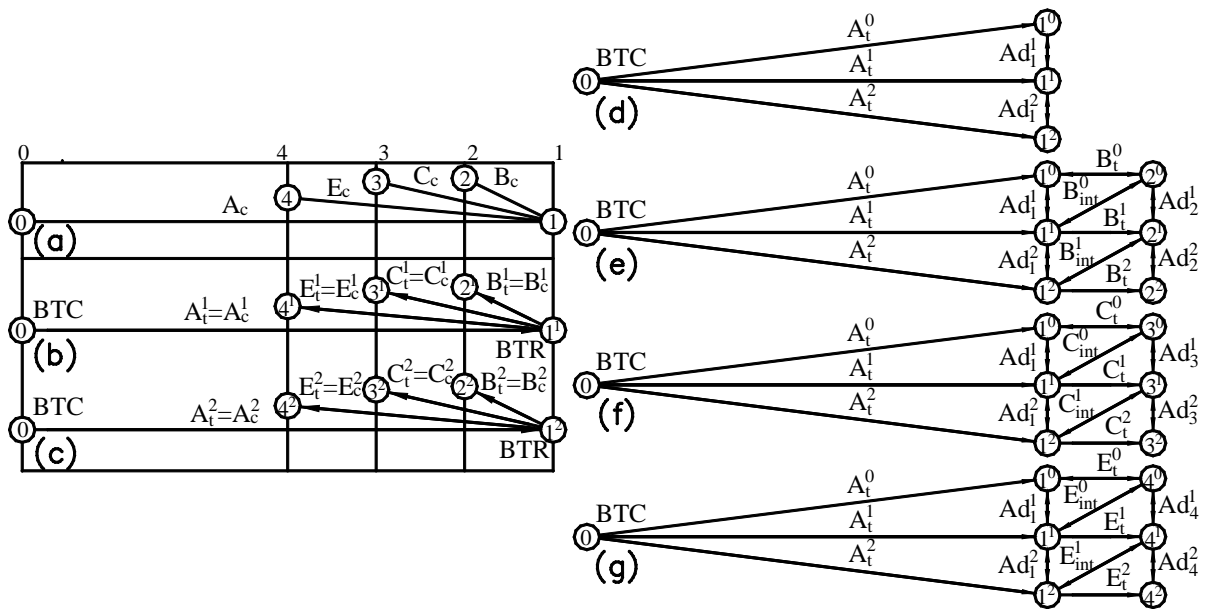 0 4 3 2 1
E_c C_c B_c
4 3 2
A_c
0 1
(a)
E_t^1=E_c^1 C_t^1=C_c^1 B_t^1=B_c^1
4^1 3^1 2^1
BTC A_t^1=A_c^1
0 1^1
(b) BTR
E_t^2=E_c^2 C_t^2=C_c^2 B_t^2=B_c^2
4^2 3^2 2^2
BTC A_t^2=A_c^2
0 1^2
(c) BTR
A_t^0 1^0
BTC Ad_1^1
0 A_t^1 1^1
(d) A_t^2 Ad_1^2
1^2
A_t^0 1^0 B_t^0 2^0
BTC Ad_1^1 B_int^0 Ad_2^1
0 A_t^1 1^1 B_t^1 2^1
(e) A_t^2 Ad_1^2 B_int^1 Ad_2^2
1^2 B_t^2 2^2
A_t^0 1^0 C_t^0 3^0
BTC Ad_1^1 C_int^0 Ad_3^1
0 A_t^1 1^1 C_t^1 3^1
(f) A_t^2 Ad_1^2 C_int^1 Ad_3^2
1^2 C_t^2 3^2
A_t^0 1^0 E_t^0 4^0
BTC Ad_1^1 E_int^0 Ad_4^1
0 A_t^1 1^1 E_t^1 4^1
(g) A_t^2 Ad_1^2 E_int^1 Ad_4^2
1^2 E_t^2 4^2